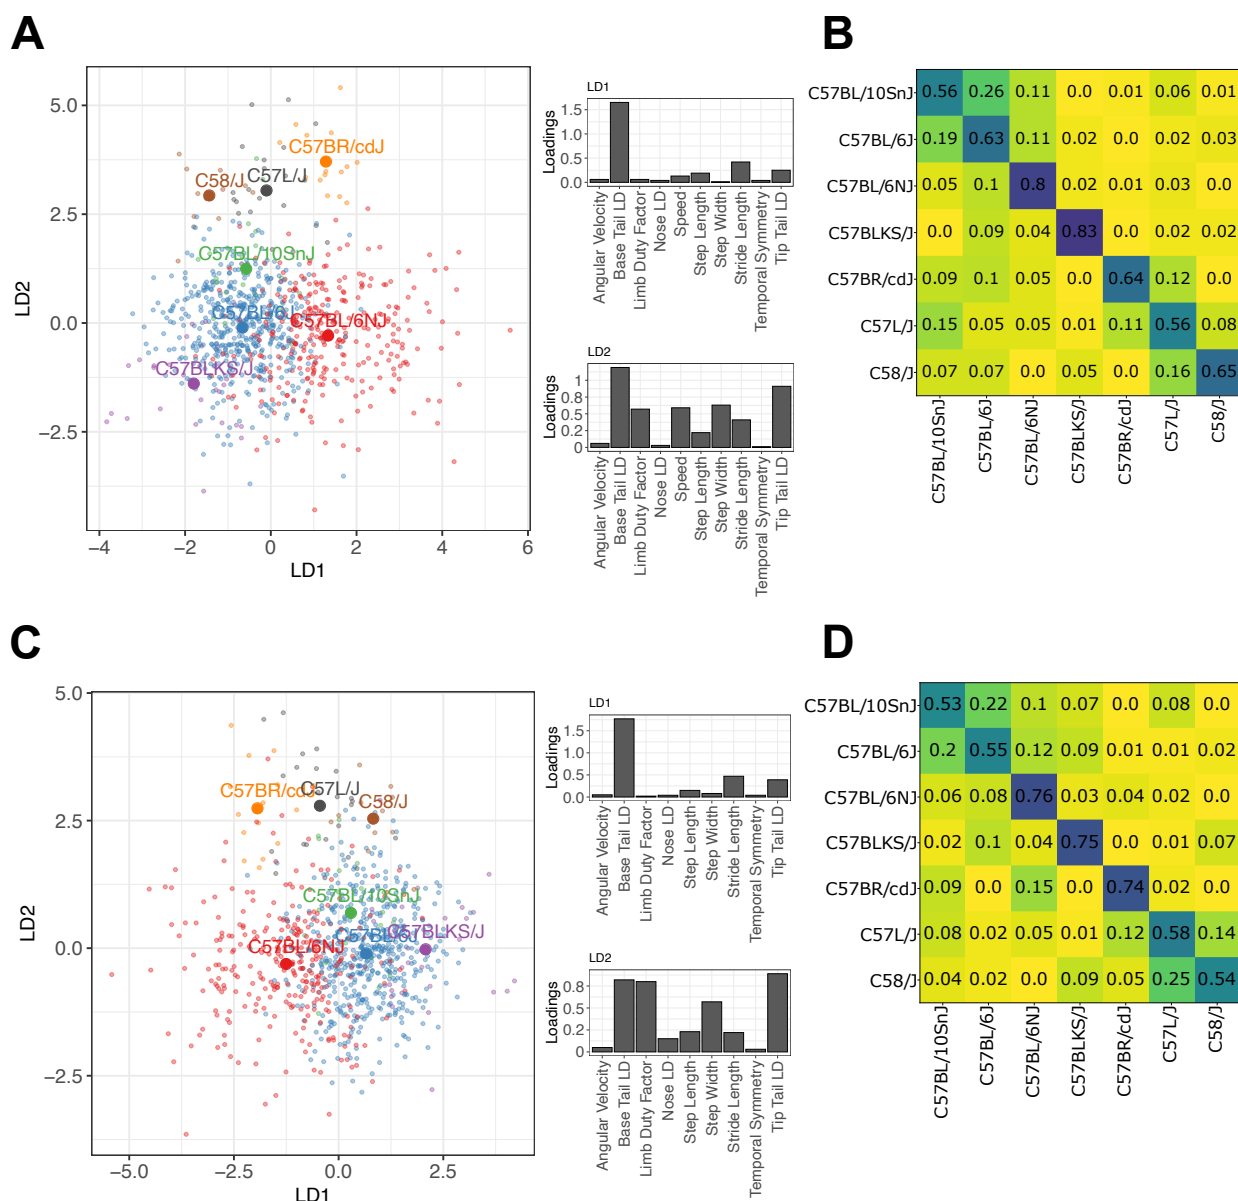 A
B
5.0
2.5
0.0
−2.5
LD2
−4
−2
0
2
4
6
LD1
C57BR/cdJ
C57L/J
C58/J
C57BL/10SnJ
C57BL/6J
C57BL/6NJ
C57BLKS/J
LD1
Loadings
1.5
1.0
0.5
0.0
Angular Velocity
Base Tail LD
Limb Duty Factor
Nose LD
Speed
Step Length
Step Width
Stride Length
Temporal Symmetry
Tip Tail LD
LD2
Loadings
1
0.8
0.5
0.2
0
Angular Velocity
Base Tail LD
Limb Duty Factor
Nose LD
Speed
Step Length
Step Width
Stride Length
Temporal Symmetry
Tip Tail LD
C57BL/10SnJ 0.56 0.26 0.11 0.0 0.01 0.06 0.01
C57BL/6J 0.19 0.63 0.11 0.02 0.0 0.02 0.03
C57BL/6NJ 0.05 0.1 0.8 0.02 0.01 0.03 0.0
C57BLKS/J 0.0 0.09 0.04 0.83 0.0 0.02 0.02
C57BR/cdJ 0.09 0.1 0.05 0.0 0.64 0.12 0.0
C57L/J 0.15 0.05 0.05 0.01 0.11 0.56 0.08
C58/J 0.07 0.07 0.0 0.05 0.0 0.16 0.65
C57BL/10SnJ
C57BL/6J
C57BL/6NJ
C57BLKS/J
C57BR/cdJ
C57L/J
C58/J
C
D
5.0
2.5
0.0
−2.5
LD2
−5.0
−2.5
0.0
2.5
LD1
C57BR/cdJ
C57L/J
C58/J
C57BL/10SnJ
C57BL/6J
C57BLKS/J
C57BL/6NJ
LD1
Loadings
1.5
1.0
0.5
0.0
Angular Velocity
Base Tail LD
Limb Duty Factor
Nose LD
Step Length
Step Width
Stride Length
Temporal Symmetry
Tip Tail LD
LD2
Loadings
0.8
0.5
0.2
0
Angular Velocity
Base Tail LD
Limb Duty Factor
Nose LD
Step Length
Step Width
Stride Length
Temporal Symmetry
Tip Tail LD
C57BL/10SnJ 0.53 0.22 0.1 0.07 0.0 0.08 0.0
C57BL/6J 0.2 0.55 0.12 0.09 0.01 0.01 0.02
C57BL/6NJ 0.06 0.08 0.76 0.03 0.04 0.02 0.0
C57BLKS/J 0.02 0.1 0.04 0.75 0.0 0.01 0.07
C57BR/cdJ 0.09 0.0 0.15 0.0 0.74 0.02 0.0
C57L/J 0.08 0.02 0.05 0.01 0.12 0.58 0.14
C58/J 0.04 0.02 0.0 0.09 0.05 0.25 0.54
C57BL/10SnJ
C57BL/6J
C57BL/6NJ
C57BLKS/J
C57BR/cdJ
C57L/J
C58/J